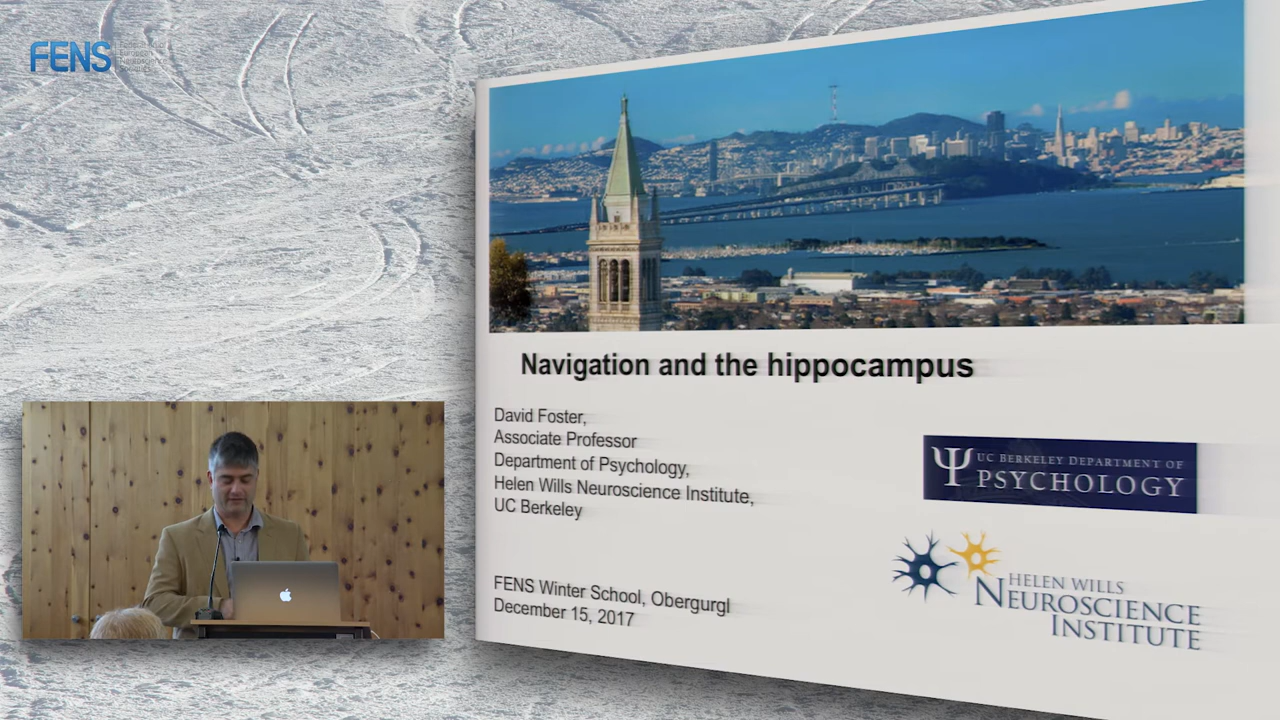 FENS
Navigation and the hippocampus
David Foster,
Associate Professor
Department of Psychology,
Helen Wills Neuroscience Institute,
UC Berkeley
UC BERKELEY DEPARTMENT OF
PSYCHOLOGY
HELEN WILLS
NEUROSCIENCE
INSTITUTE
FENS Winter School, Obergurgl
December 15, 2017